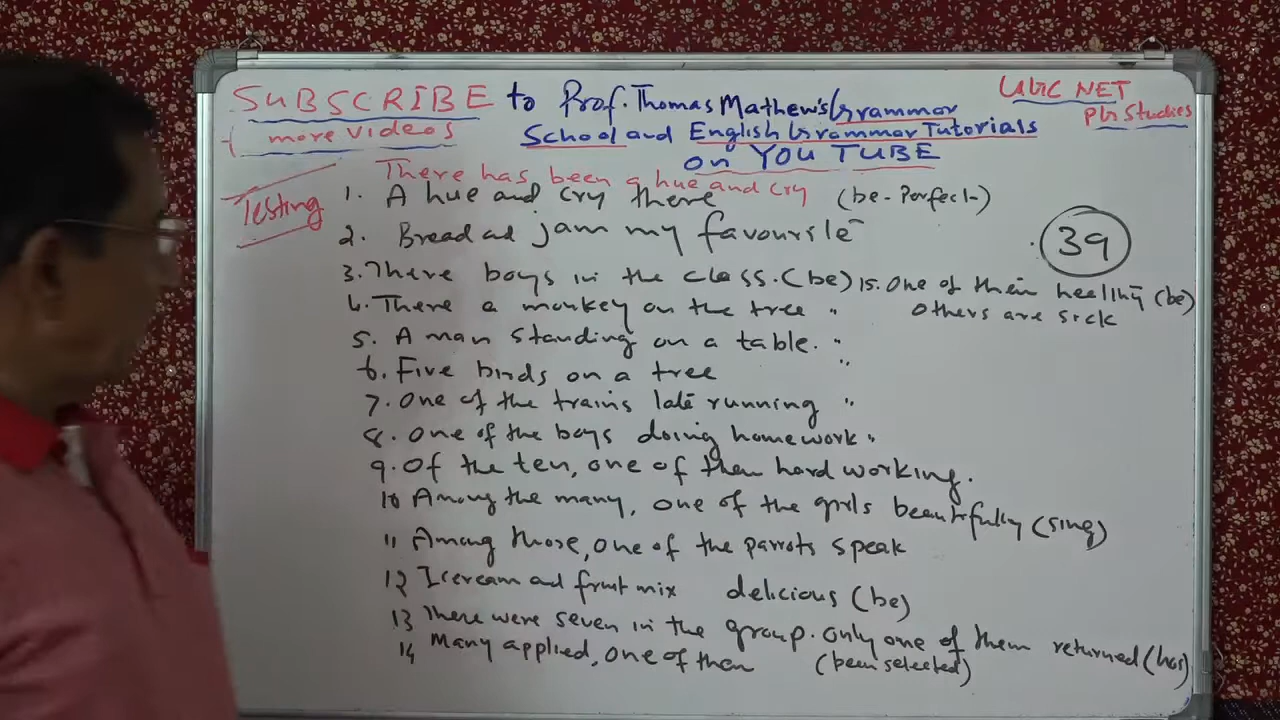 SUBSCRIBE to Prof. Thomas Mathew's Grammar
UGC NET
+ more videos School and English Grammar Tutorials
Pln Studies
on YOU TUBE
There has been a hue and cry
Testing
1. A hue and cry there (be - Perfect)
2. Bread ad jam my favourite
39
3. There boys in the class. (be) is. One of them healthy (be)
others are sick
4. There a monkey on the tree "
5. A man standing on a table. "
6. Five birds on a tree "
7. One of the trains late running "
8. One of the boys doing homework "
9. Of the ten, one of them hard working.
10 Among the many, one of the girls beautifully (sing)
11 Among those, one of the parrots speak
12 Icecream and fruit mix delicious (be)
13 There were seven in the group. Only one of them returned (has)
14 Many applied, one of them (been selected)